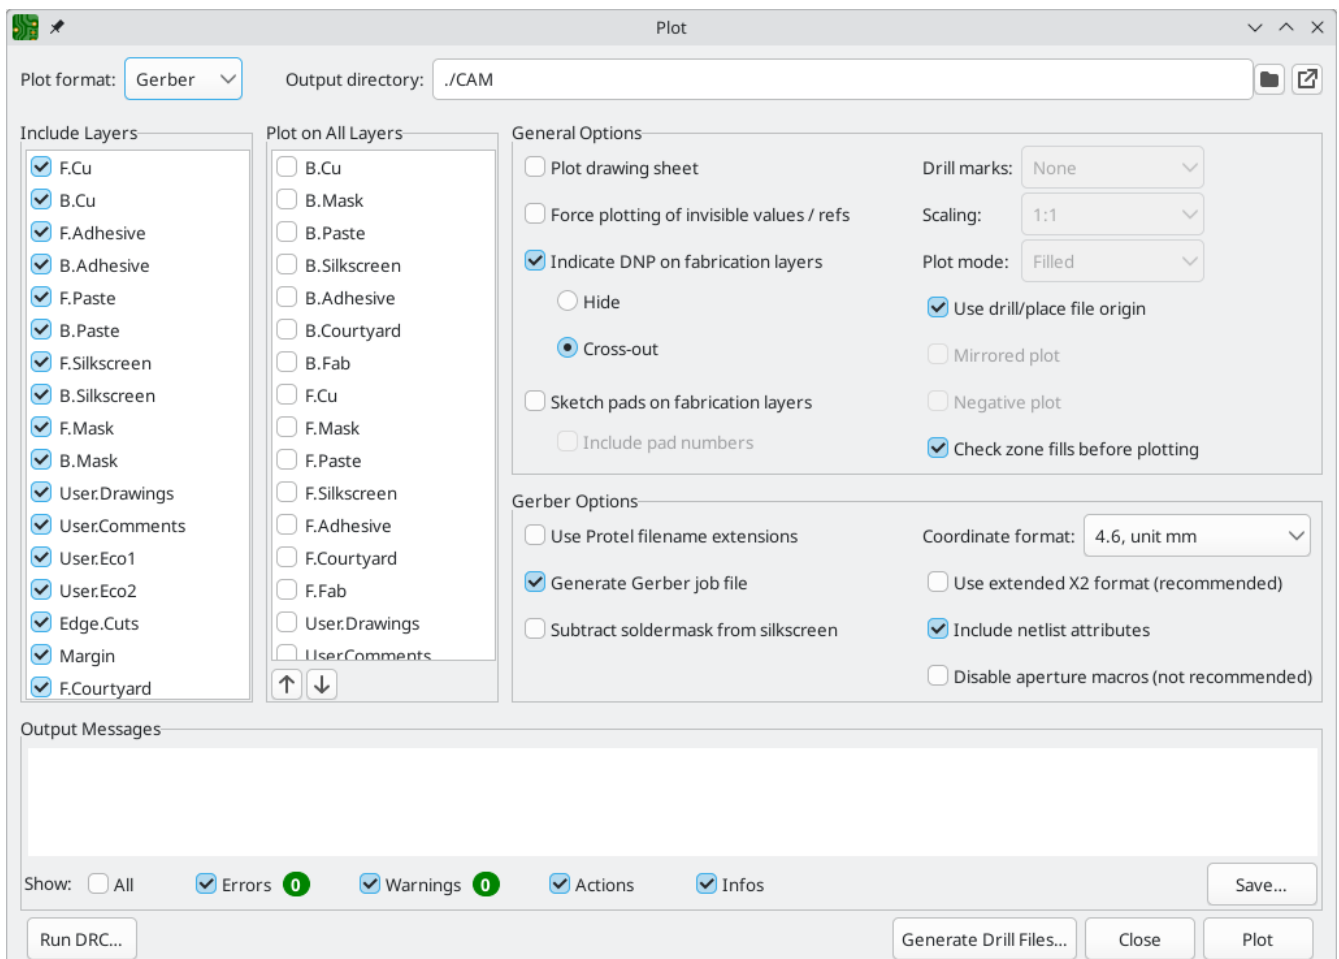 Plot
Plot format: Gerber
Output directory: ./CAM
Include Layers
F.Cu
B.Cu
F.Adhesive
B.Adhesive
F.Paste
B.Paste
F.Silkscreen
B.Silkscreen
F.Mask
B.Mask
User.Drawings
User.Comments
User.Eco1
User.Eco2
Edge.Cuts
Margin
F.Courtyard
Plot on All Layers
B.Cu
B.Mask
B.Paste
B.Silkscreen
B.Adhesive
B.Courtyard
B.Fab
F.Cu
F.Mask
F.Paste
F.Silkscreen
F.Adhesive
F.Courtyard
F.Fab
User.Drawings
User.Comments
General Options
Plot drawing sheet
Force plotting of invisible values / refs
Indicate DNP on fabrication layers
Hide
Cross-out
Sketch pads on fabrication layers
Include pad numbers
Drill marks: None
Scaling: 1:1
Plot mode: Filled
Use drill/place file origin
Mirrored plot
Negative plot
Check zone fills before plotting
Gerber Options
Use Protel filename extensions
Generate Gerber job file
Subtract soldermask from silkscreen
Coordinate format: 4.6, unit mm
Use extended X2 format (recommended)
Include netlist attributes
Disable aperture macros (not recommended)
Output Messages
Show: All Errors 0 Warnings 0 Actions Infos Save...
Run DRC... Generate Drill Files... Close Plot